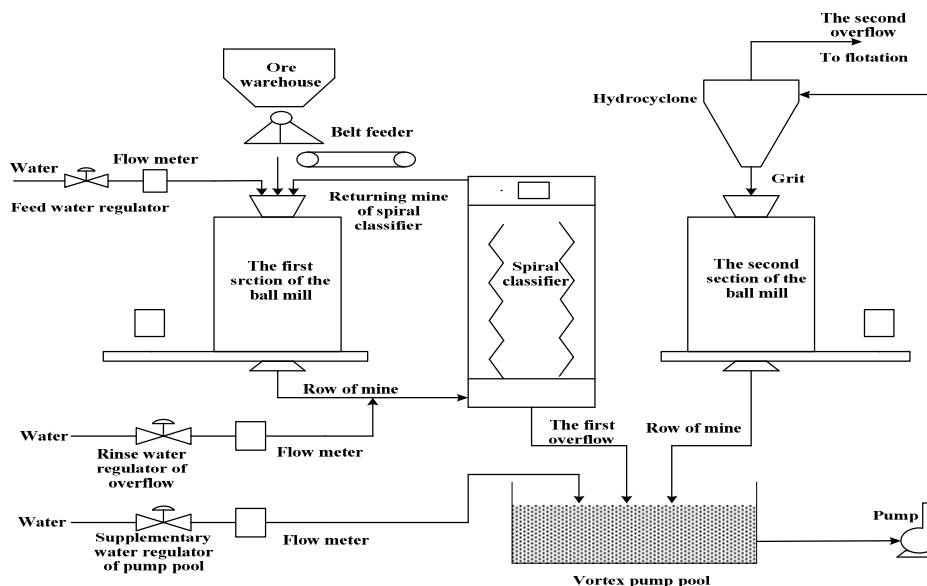 The second
overflow
To flotation
Ore
warehouse
Hydrocyclone
Belt feeder
Water
Flow meter
Feed water regulator
Returning mine
of spiral
classifier
Grit
The first
srction of the
ball mill
Spiral
classifier
The second
section of the
ball mill
Row of mine
Water
Rinse water
regulator of
overflow
Flow meter
The first
overflow
Row of mine
Water
Supplementary
water regulator
of pump pool
Flow meter
Pump
Vortex pump pool